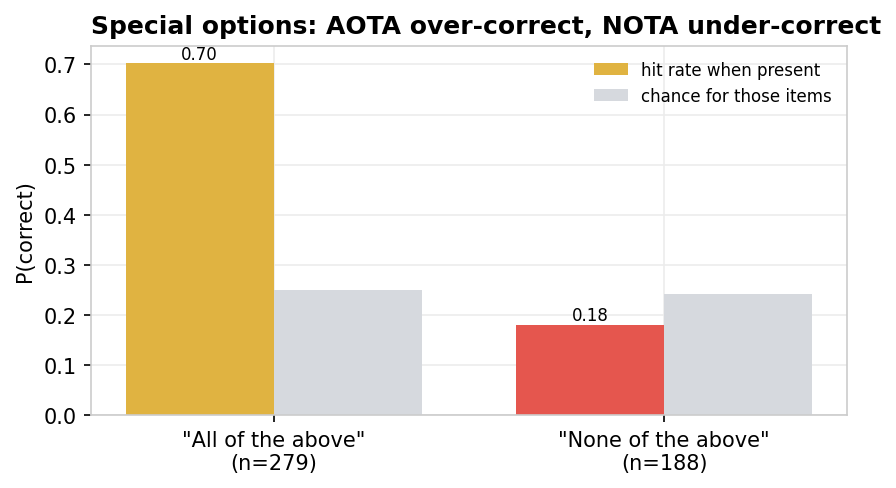 Special options: AOTA over-correct, NOTA under-correct
0.70
hit rate when present
chance for those items
0.7
0.6
0.5
0.4
0.3
0.2
0.1
0.0
P(correct)
0.18
"All of the above"
(n=279)
"None of the above"
(n=188)